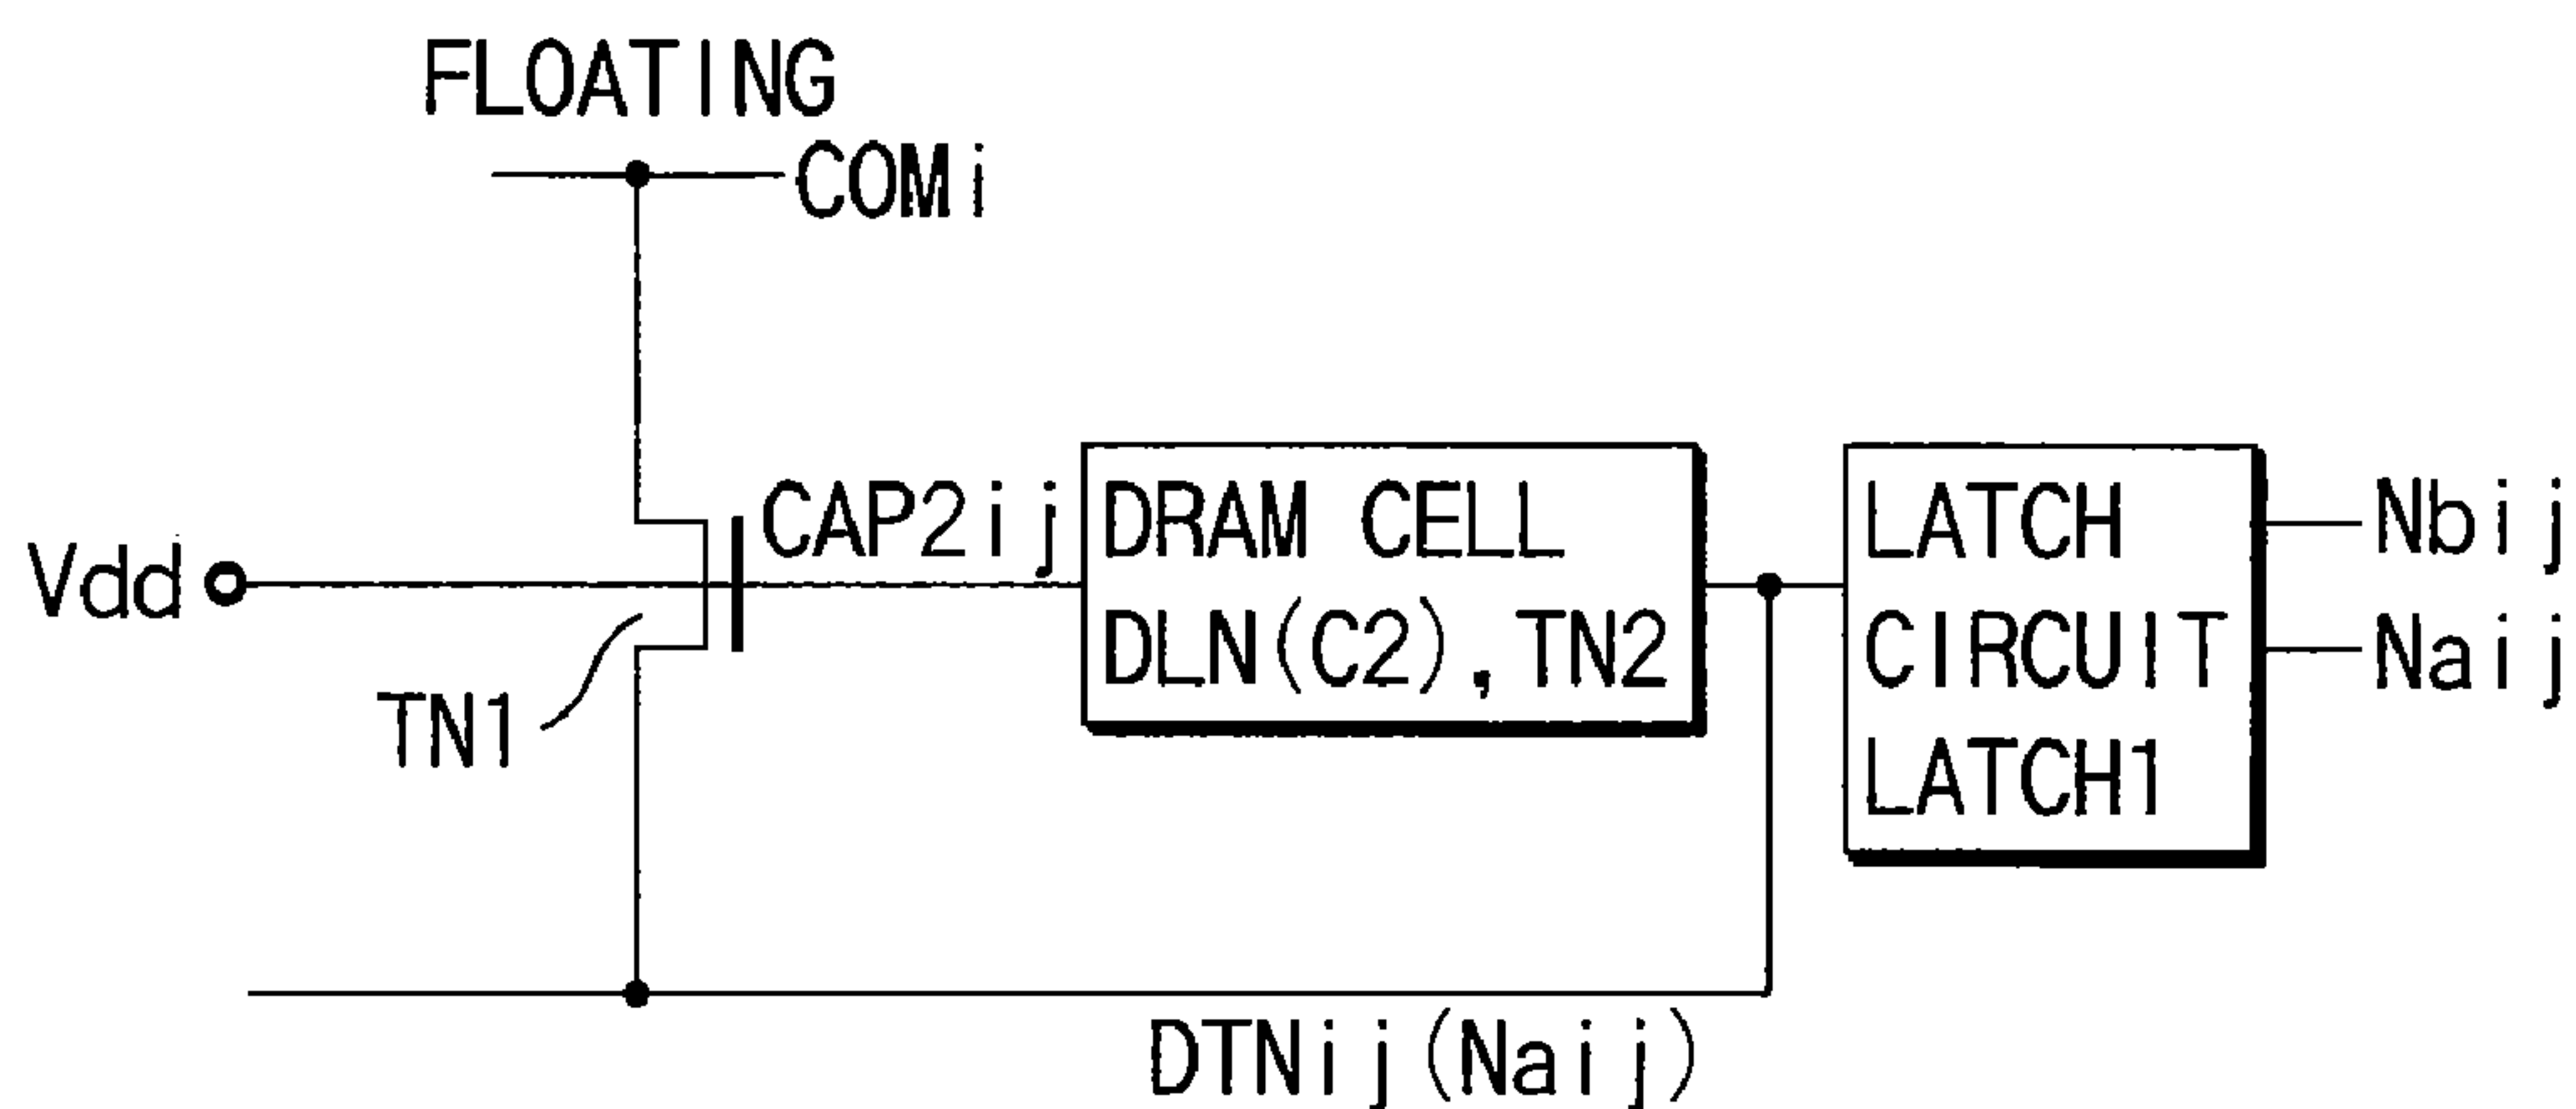 FLOATING
COMi
Vdd
TN1
CAP2ij
DRAM CELL
DLN(C2),TN2
LATCH
CIRCUIT
LATCH1
Nbij
Naij
DTNij(Naij)